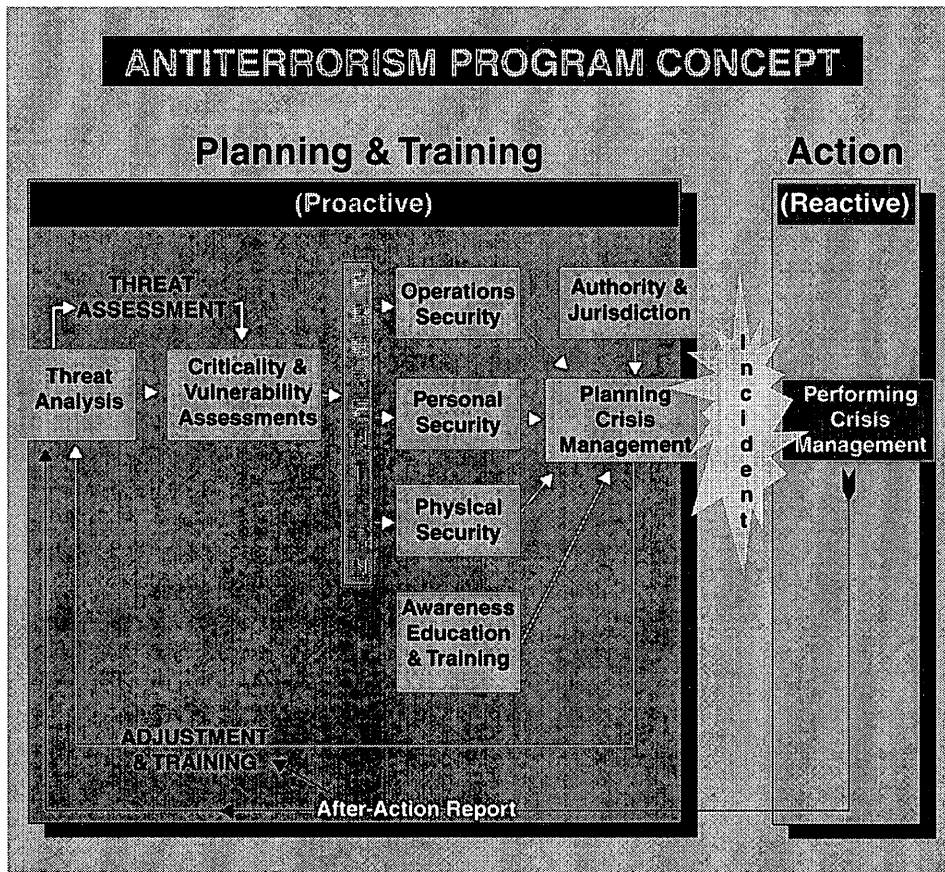 ANTITERRORISM PROGRAM CONCEPT
Planning & Training
Action
(Proactive)
(Reactive)
THREAT
ASSESSMENT
Threat
Analysis
Criticality &
Vulnerability
Assessments
Operations
Security
Personal
Security
Physical
Security
Awareness
Education
& Training
Authority &
Jurisdiction
Planning
Crisis
Management
Incident
Performing
Crisis
Management
ADJUSTMENT
& TRAINING
After-Action Report